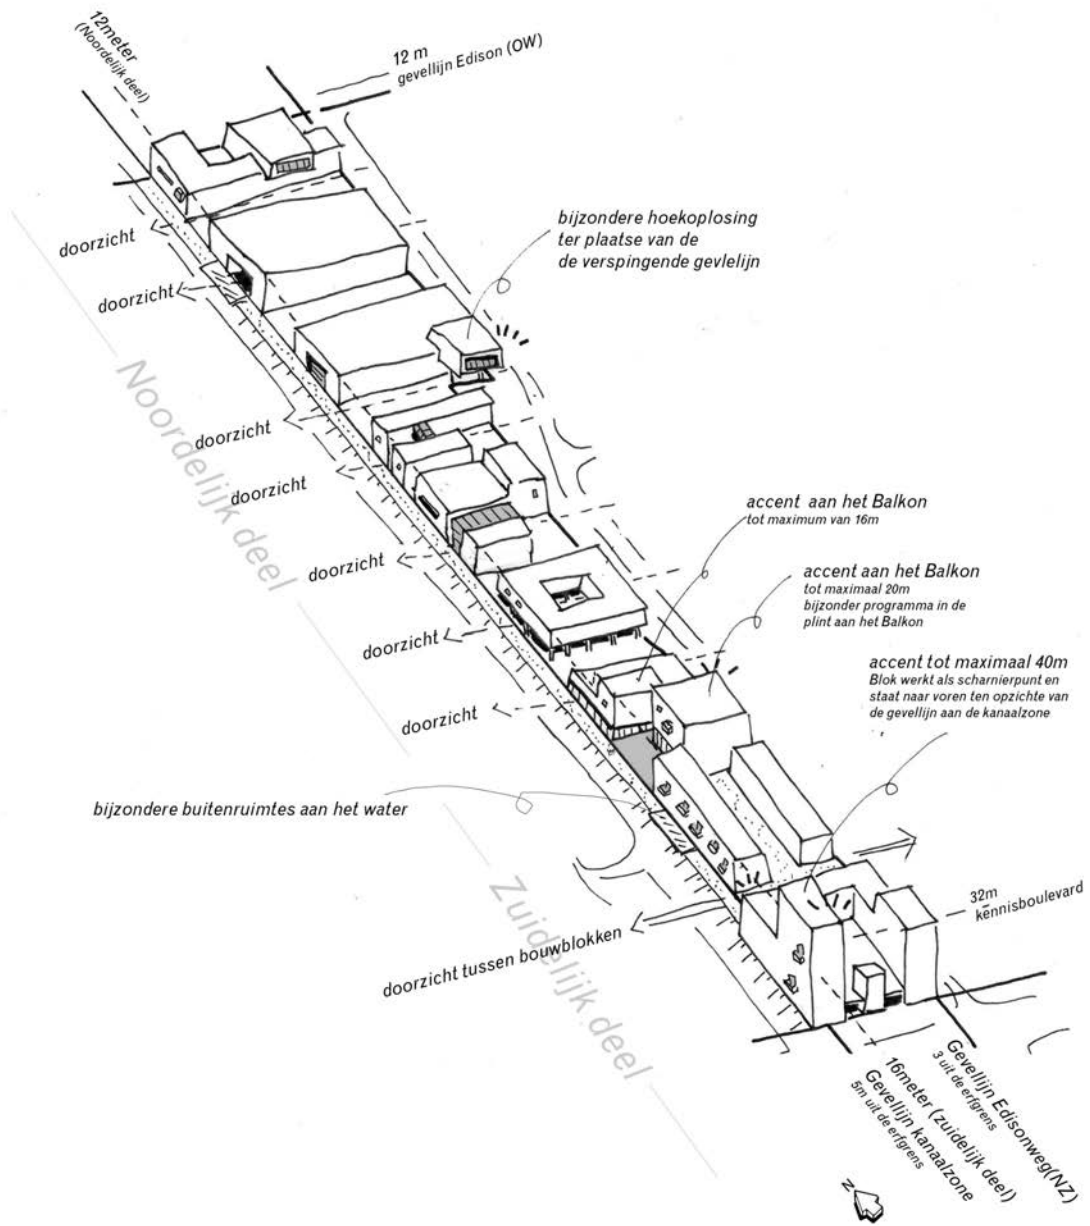 12meter
(Noordelijk deel)
12 m
gevellijn Edison (OW)
bijzondere hoekoplosing
ter plaatse van de
de verspingende gevlelijn
doorzicht
doorzicht
Noordelijk deel
doorzicht
doorzicht
accent aan het Balkon
tot maximum van 16m
doorzicht
accent aan het Balkon
tot maximaal 20m
bijzonder programma in de
plint aan het Balkon
doorzicht
accent tot maximaal 40m
Blok werkt als scharnierpunt en
staat naar voren ten opzichte van
de gevellijn aan de kanaalzone
doorzicht
bijzondere buitenruimtes aan het water
Zuidelijk deel
32m
kennisboulevard
doorzicht tussen bouwblokken
Gevellijn Edisonweg(NZ)
3 uit de erfgrens
16meter (zuidelijk deel)
Gevellijn kanaalzone
5m uit de erfgrens
N